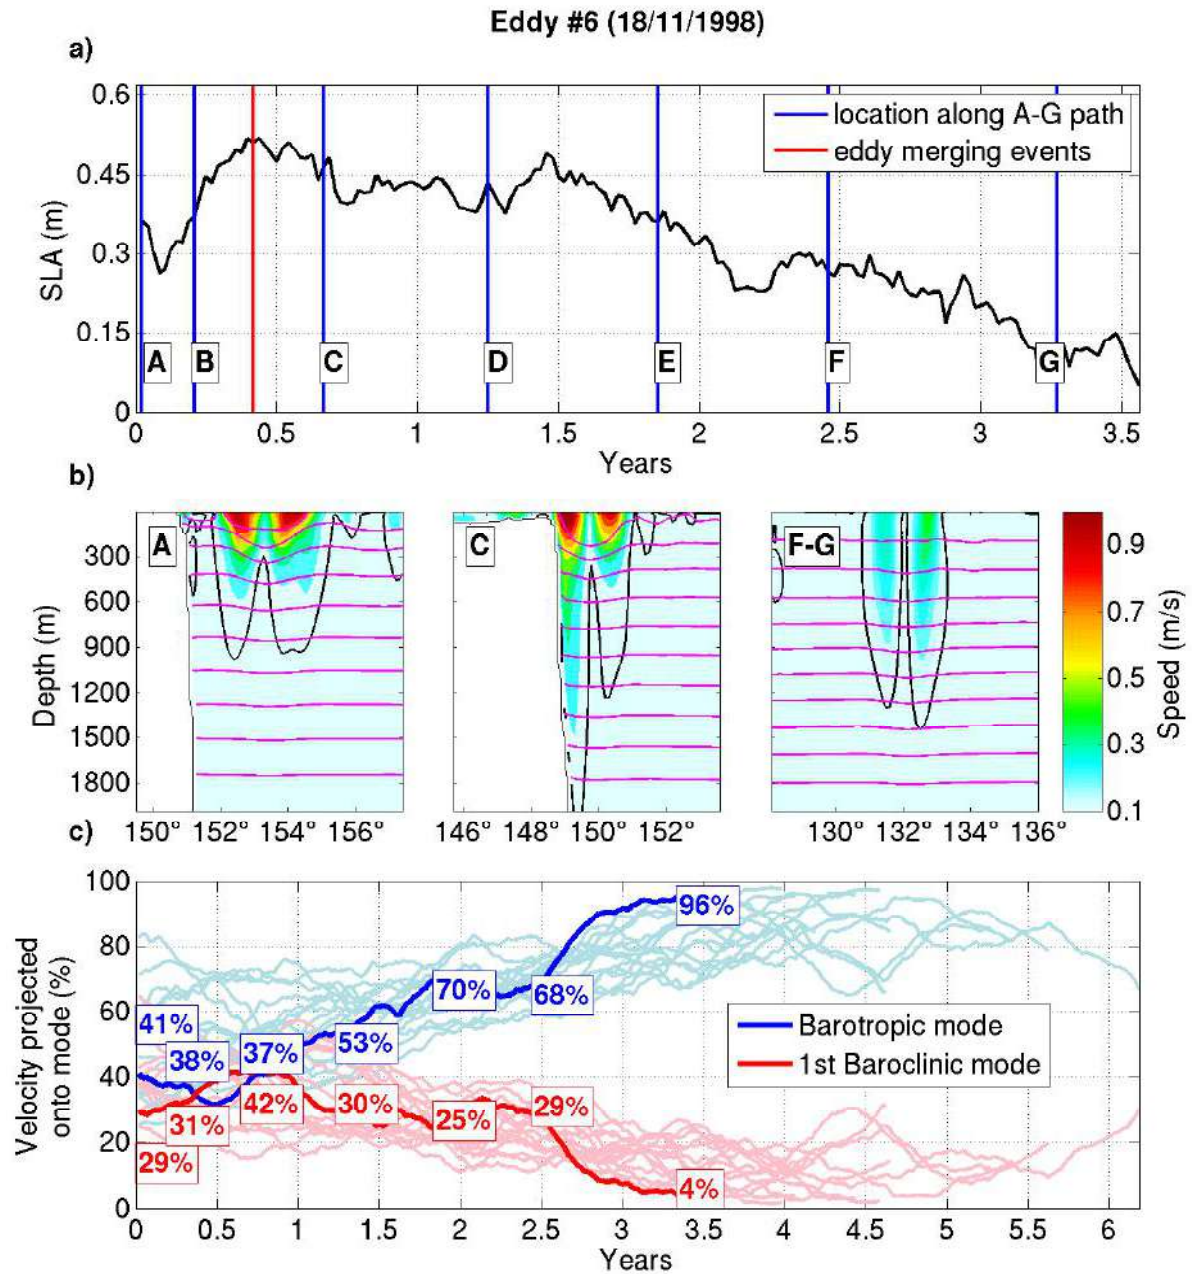 Eddy #6 (18/11/1998)
a)
0.6
0.45
0.3
0.15
0
SLA (m)
location along A-G path
eddy merging events
A
B
C
D
E
F
G
0 0.5 1 1.5 2 2.5 3 3.5
Years
b)
A
C
F-G
300
600
900
1200
1500
1800
Depth (m)
150° 152° 154° 156°
146° 148° 150° 152°
130° 132° 134° 136°
0.9
0.7
0.5
0.3
0.1
Speed (m/s)
c)
100
80
60
40
20
0
Velocity projected
onto mode (%)
41%
38%
37%
53%
70%
68%
96%
29%
31%
42%
30%
25%
29%
4%
Barotropic mode
1st Baroclinic mode
0 0.5 1 1.5 2 2.5 3 3.5 4 4.5 5 5.5 6
Years